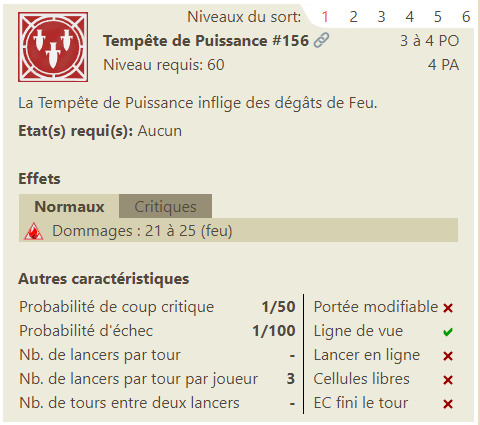 Niveaux du sort: 1 2 3 4 5 6
Tempête de Puissance #156 3 à 4 PO
Niveau requis: 60 4 PA
La Tempête de Puissance inflige des dégâts de Feu.
Etat(s) requi(s): Aucun
Effets
Normaux Critiques
Dommages : 21 à 25 (feu)
Autres caractéristiques
Probabilité de coup critique 1/50 Portée modifiable
Probabilité d'échec 1/100 Ligne de vue
Nb. de lancers par tour - Lancer en ligne
Nb. de lancers par tour par joueur 3 Cellules libres
Nb. de tours entre deux lancers - EC fini le tour